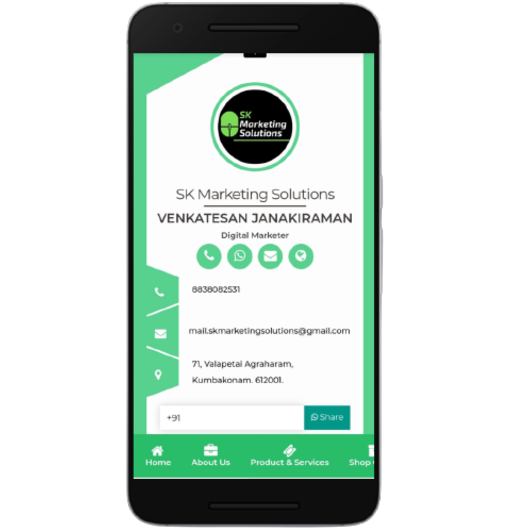 SK
Marketing
Solutions
SK Marketing Solutions
VENKATESAN JANAKIRAMAN
Digital Marketer
8838082531
mail.skmarketingsolutions@gmail.com
71, Valapetai Agraharam,
Kumbakonam. 612001.
+91
Share
Home
About Us
Product & Services
Shop